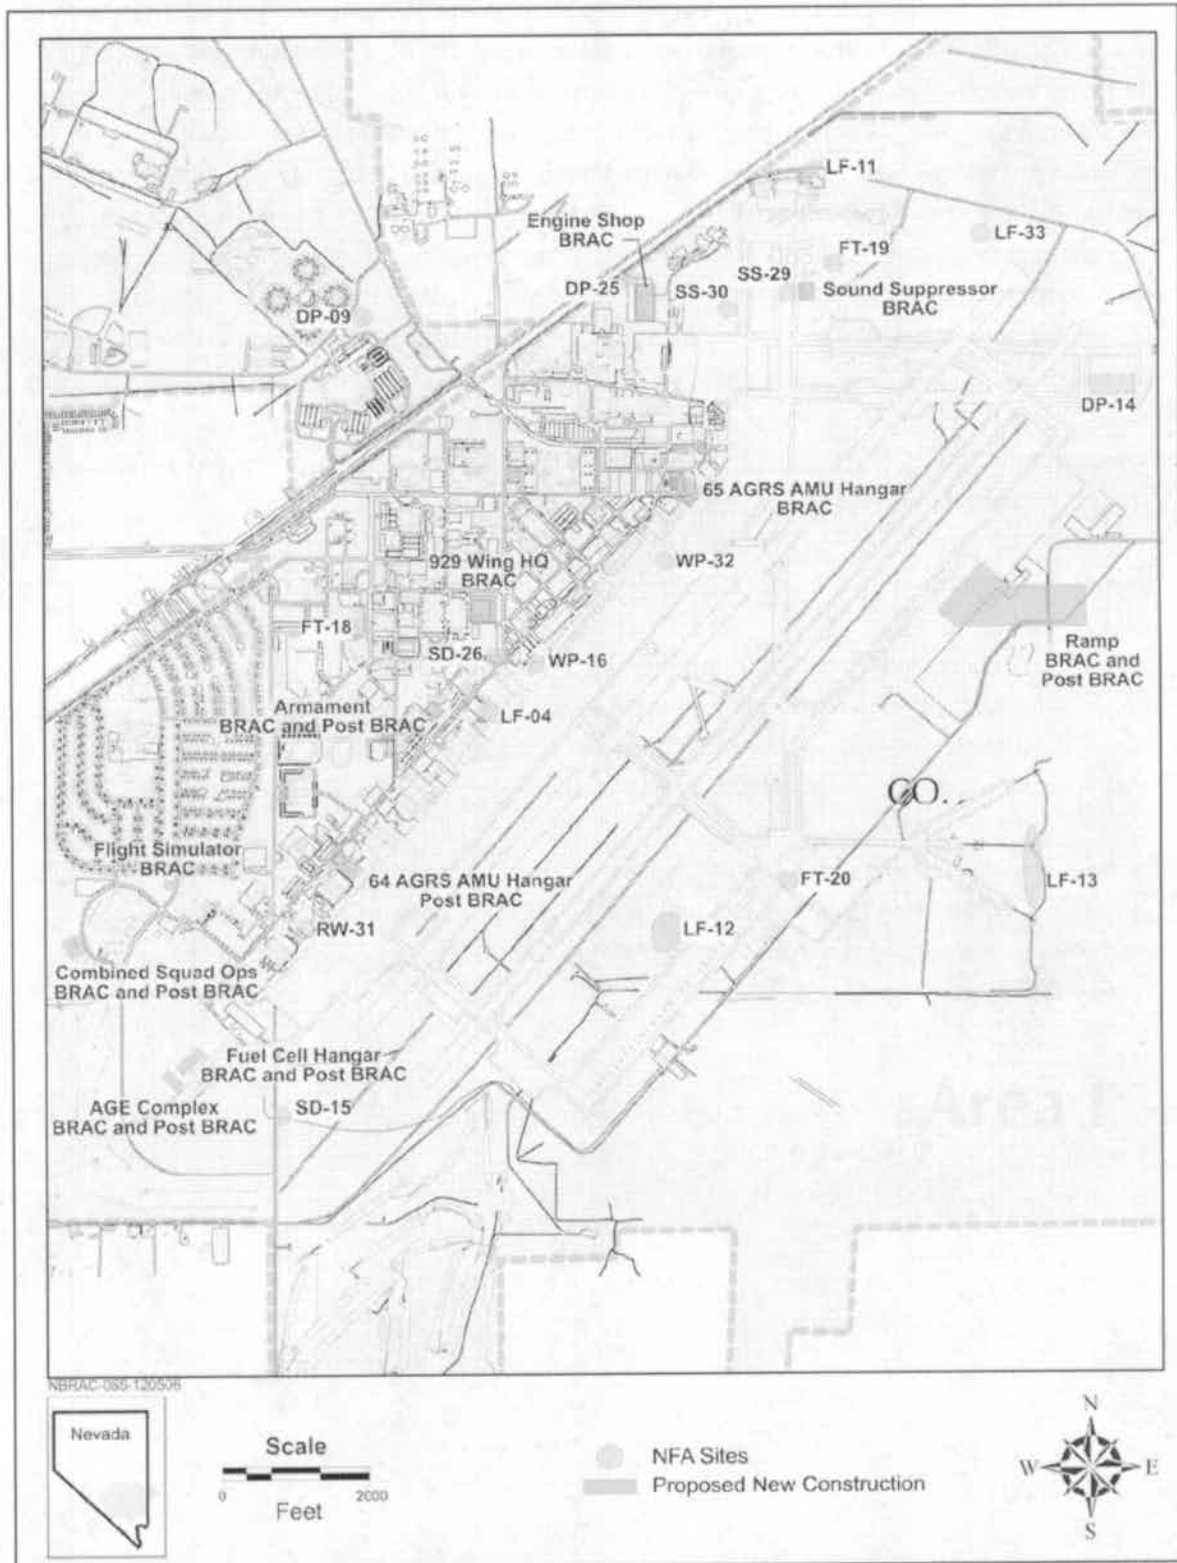 LF-11
Engine Shop
BRAC
LF-33
FT-19
SS-29
DP-25
SS-30
Sound Suppressor
BRAC
DP-09
DP-14
65 AGRS AMU Hangar
BRAC
929 Wing HQ
BRAC
WP-32
FT-18
SD-26
WP-16
Ramp
BRAC and
Post BRAC
Armament
BRAC and Post BRAC
LF-04
CO.
Flight Simulator
BRAC
64 AGRS AMU Hangar
Post BRAC
FT-20
LF-13
RW-31
LF-12
Combined Squad Ops
BRAC and Post BRAC
Fuel Cell Hangar
BRAC and Post BRAC
AGE Complex
BRAC and Post BRAC
SD-15
Area I
NBRAC-065-120506
Nevada
Scale
0 2000
Feet
NFA Sites
Proposed New Construction
N
W E
S